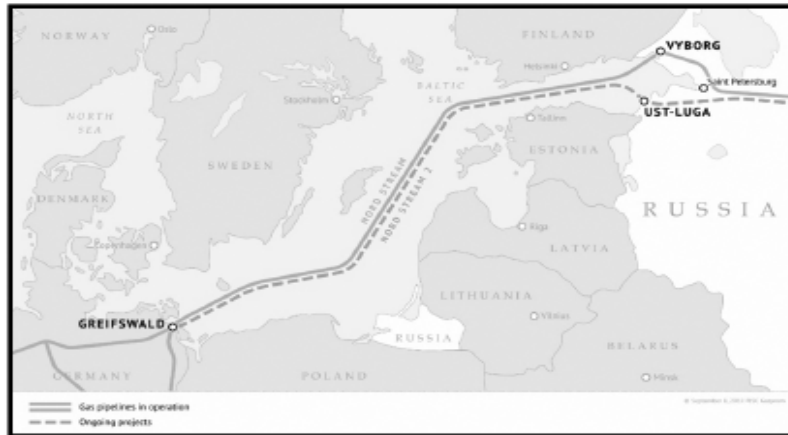 NORWAY
Oslo
FINLAND
VYBORG
Helsinki
Saint Petersburg
BALTIC
SEA
Stockholm
NORTH
SEA
UST-LUGA
Tallinn
SWEDEN
ESTONIA
NORD STREAM
NORD STREAM 2
DENMARK
RUSSIA
Riga
Copenhagen
LATVIA
LITHUANIA
GREIFSWALD
Vilnius
RUSSIA
BELARUS
GERMANY
POLAND
Minsk
Gas pipelines in operation
Ongoing projects